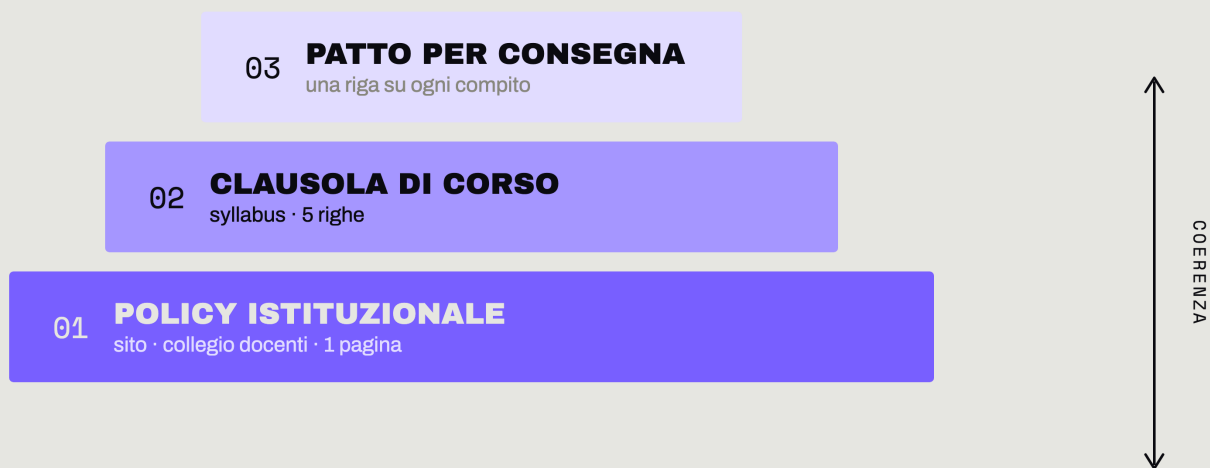 03
PATTO PER CONSEGNA
una riga su ogni compito
02
CLAUSOLA DI CORSO
syllabus · 5 righe
01
POLICY ISTITUZIONALE
sito · collegio docenti · 1 pagina
COERENZA